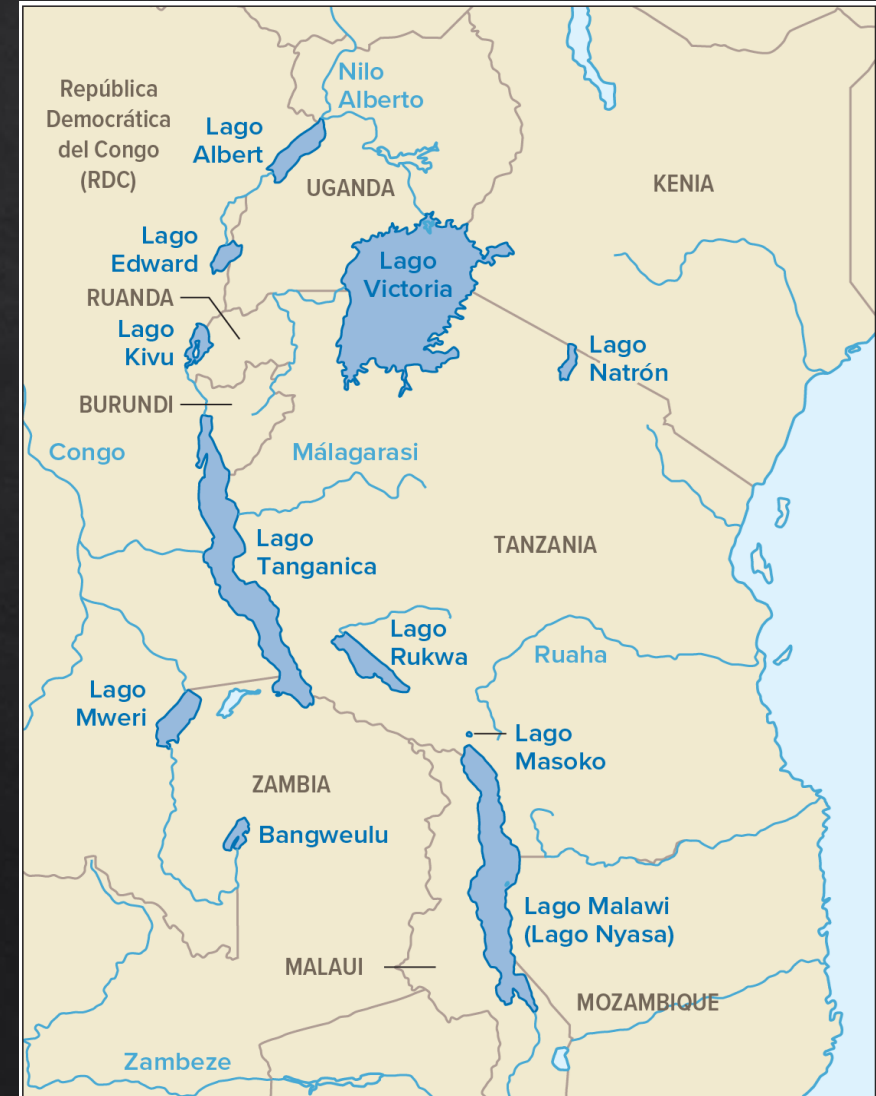 Nilo
Alberto
República
Democrática
del Congo
(RDC)
Lago
Albert
UGANDA
KENIA
Lago
Edward
Lago
Victoria
RUANDA
Lago
Kivu
Lago
Natrón
BURUNDI
Congo
Málagarasi
Lago
Tanganica
TANZANIA
Lago
Rukwa
Ruaha
Lago
Mweri
Lago
Masoko
ZAMBIA
Bangweulu
Lago Malawi
(Lago Nyasa)
MALAUI
MOZAMBIQUE
Zambeze